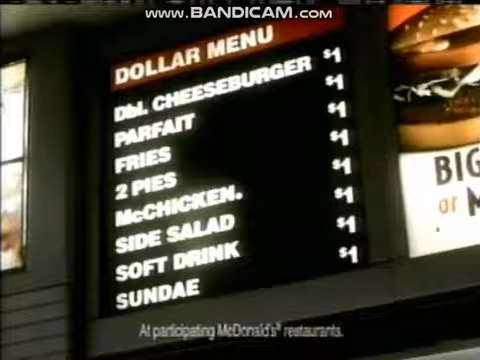 WWW.BANDICAM.COM
DOLLAR MENU
Dbl. CHEESEBURGER $1
PARFAIT $1
FRIES $1
2 PIES $1
McCHICKEN. $1
SIDE SALAD $1
SOFT DRINK $1
SUNDAE $1
BIG
or M
At participating McDonald's® restaurants.